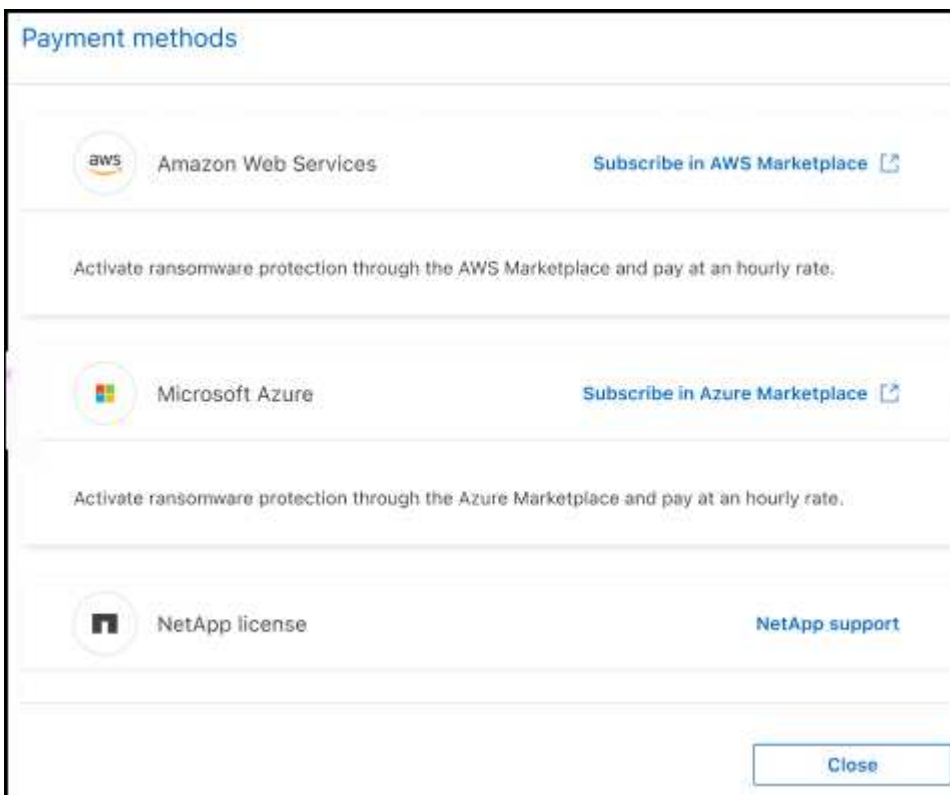 Payment methods
aws
Amazon Web Services
Subscribe in AWS Marketplace
Activate ransomware protection through the AWS Marketplace and pay at an hourly rate.
Microsoft Azure
Subscribe in Azure Marketplace
Activate ransomware protection through the Azure Marketplace and pay at an hourly rate.
NetApp license
NetApp support
Close